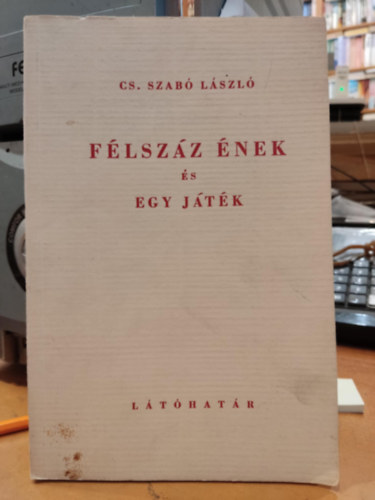 CS. SZABÓ LÁSZLÓ
FÉLSZÁZ ÉNEK
ÉS
EGY JÁTÉK
LÁTÓHATÁR